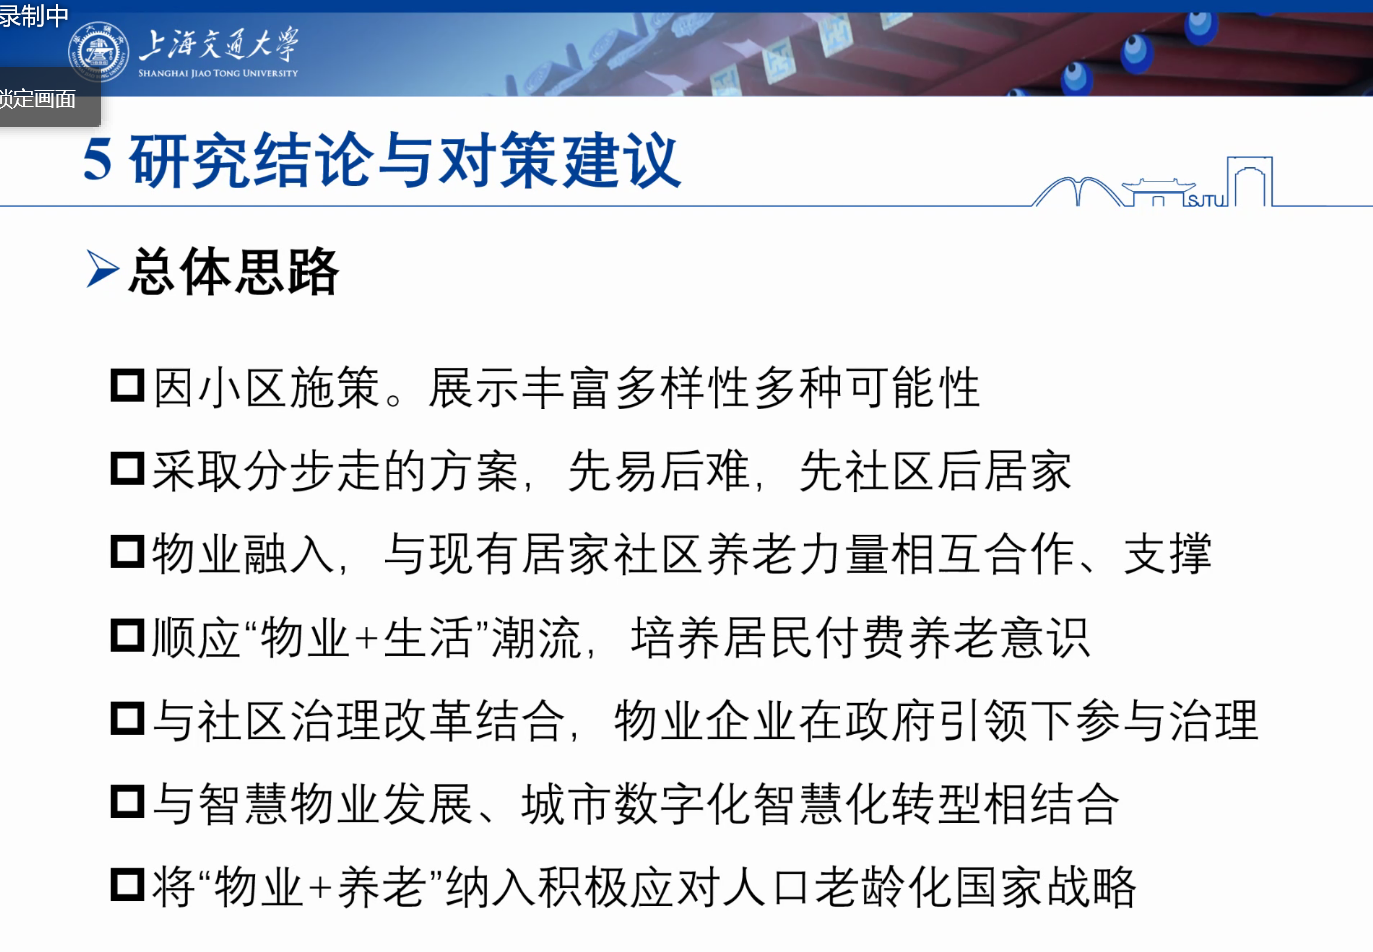 录制中
上海交通大学
SHANGHAI JIAO TONG UNIVERSITY
锁定画面
5 研究结论与对策建议
SJTU
总体思路
因小区施策。展示丰富多样性多种可能性
采取分步走的方案，先易后难，先社区后居家
物业融入，与现有居家社区养老力量相互合作、支撑
顺应“物业+生活”潮流，培养居民付费养老意识
与社区治理改革结合，物业企业在政府引领下参与治理
与智慧物业发展、城市数字化智慧化转型相结合
将“物业+养老”纳入积极应对人口老龄化国家战略